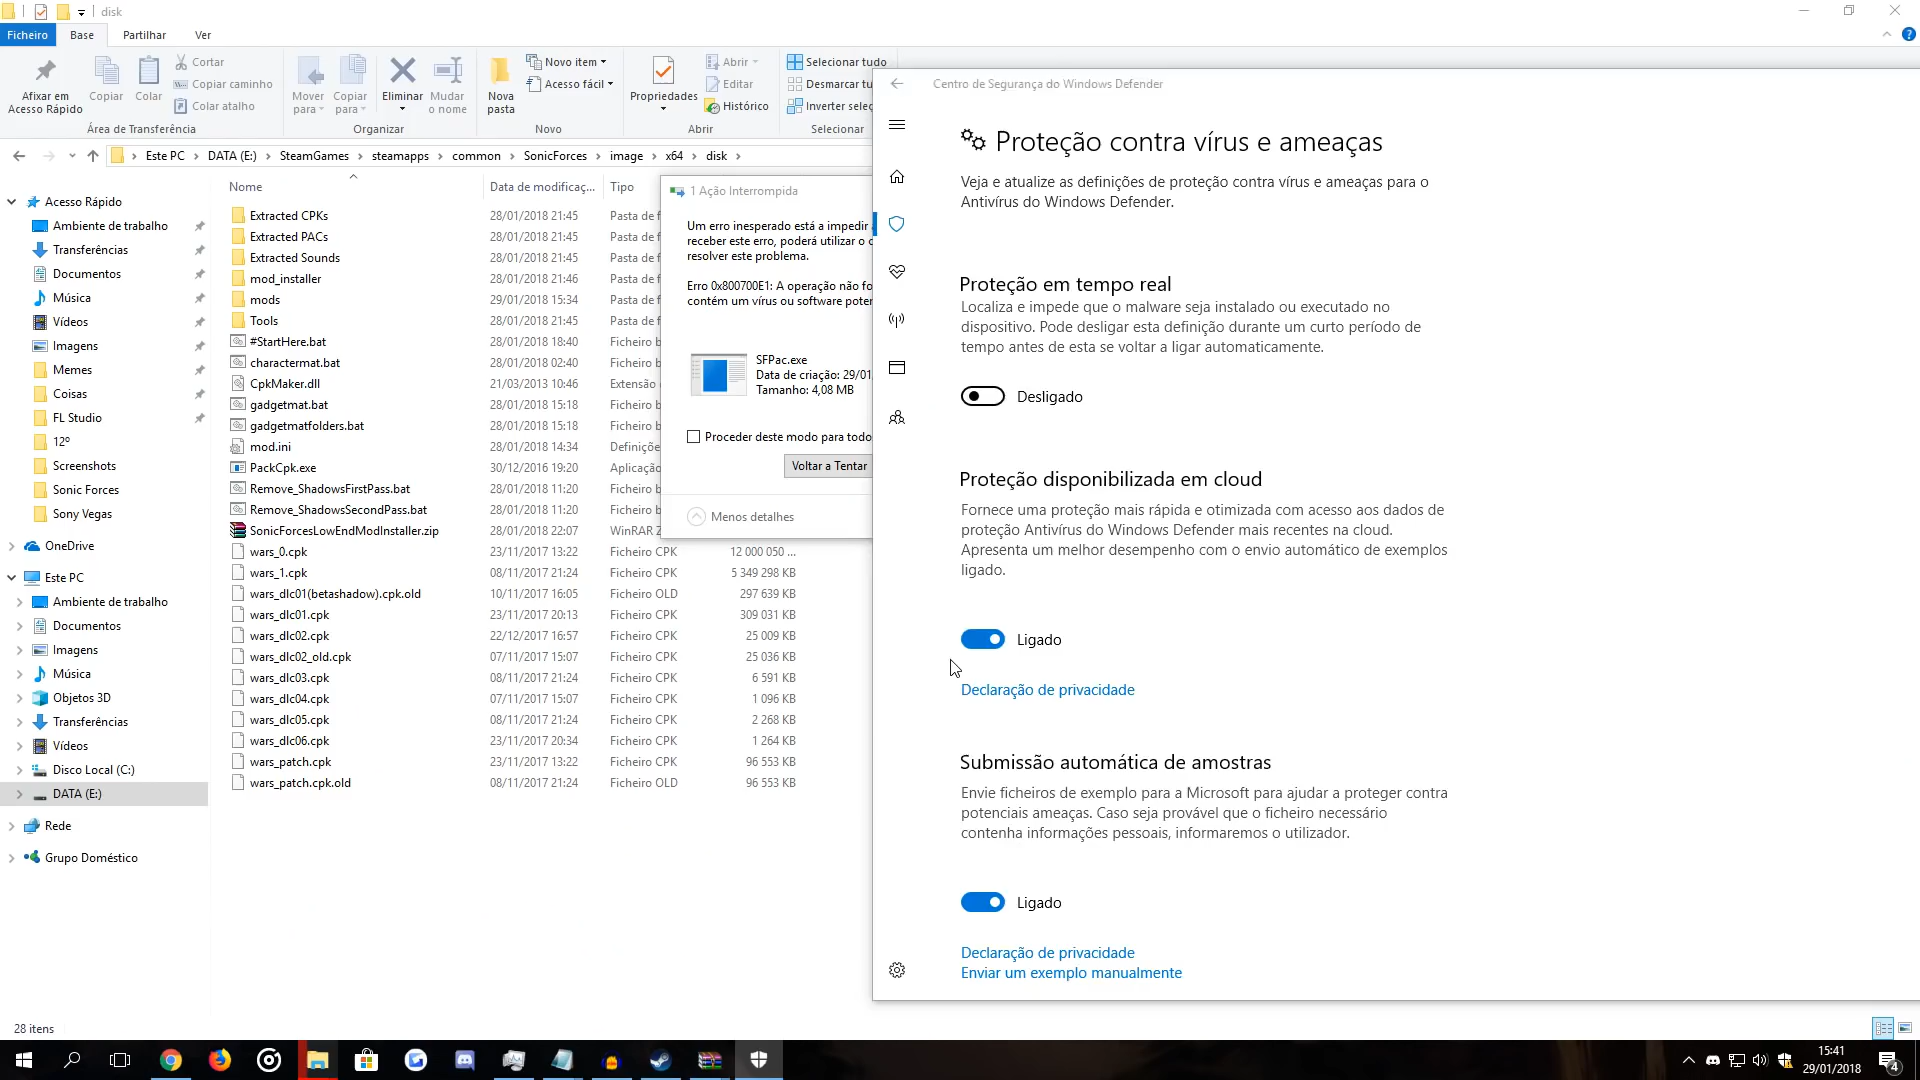 disk
Ficheiro Base Partilhar Ver
Afixar em Acesso Rápido
Copiar
Colar
Cortar
Copiar caminho
Colar atalho
Área de Transferência
Mover para
Copiar para
Eliminar
Mudar o nome
Organizar
Nova pasta
Novo item
Acesso fácil
Novo
Propriedades
Abrir
Editar
Histórico
Abrir
Selecionar tudo
Desmarcar tu
Inverter seleç
Selecionar
Este PC DATA (E:) SteamGames steamapps common SonicForces image x64 disk
Acesso Rápido
Ambiente de trabalho
Transferências
Documentos
Música
Vídeos
Imagens
Memes
Coisas
FL Studio
12º
Screenshots
Sonic Forces
Sony Vegas
OneDrive
Este PC
Ambiente de trabalho
Documentos
Imagens
Música
Objetos 3D
Transferências
Vídeos
Disco Local (C:)
DATA (E:)
Rede
Grupo Doméstico
Nome Data de modificaç... Tipo
Extracted CPKs 28/01/2018 21:45 Pasta de f
Extracted PACs 28/01/2018 21:45 Pasta de f
Extracted Sounds 28/01/2018 21:45 Pasta de f
mod_installer 28/01/2018 21:46 Pasta de f
mods 29/01/2018 15:34 Pasta de f
Tools 28/01/2018 21:45 Pasta de f
#StartHere.bat 28/01/2018 18:40 Ficheiro b
charactermat.bat 28/01/2018 02:40 Ficheiro b
CpkMaker.dll 21/03/2013 10:46 Extensão
gadgetmat.bat 28/01/2018 15:18 Ficheiro b
gadgetmatfolders.bat 28/01/2018 15:18 Ficheiro b
mod.ini 28/01/2018 14:34 Definiçõe
PackCpk.exe 30/12/2016 19:20 Aplicação
Remove_ShadowsFirstPass.bat 28/01/2018 11:20 Ficheiro b
Remove_ShadowsSecondPass.bat 28/01/2018 11:20 Ficheiro b
SonicForcesLowEndModInstaller.zip 28/01/2018 22:07 WinRAR Z
wars_0.cpk 23/11/2017 13:22 Ficheiro CPK 12 000 050 ...
wars_1.cpk 08/11/2017 21:24 Ficheiro CPK 5 349 298 KB
wars_dlc01(betashadow).cpk.old 10/11/2017 16:05 Ficheiro OLD 297 639 KB
wars_dlc01.cpk 23/11/2017 20:13 Ficheiro CPK 309 031 KB
wars_dlc02.cpk 22/12/2017 16:57 Ficheiro CPK 25 009 KB
wars_dlc02_old.cpk 07/11/2017 15:07 Ficheiro CPK 25 036 KB
wars_dlc03.cpk 08/11/2017 21:24 Ficheiro CPK 6 591 KB
wars_dlc04.cpk 07/11/2017 15:07 Ficheiro CPK 1 096 KB
wars_dlc05.cpk 08/11/2017 21:24 Ficheiro CPK 2 268 KB
wars_dlc06.cpk 23/11/2017 20:34 Ficheiro CPK 1 264 KB
wars_patch.cpk 23/11/2017 13:22 Ficheiro CPK 96 553 KB
wars_patch.cpk.old 08/11/2017 21:24 Ficheiro OLD 96 553 KB
28 itens
1 Ação Interrompida
Um erro inesperado está a impedir
receber este erro, poderá utilizar o c
resolver este problema.
Erro 0x800700E1: A operação não fo
contém um vírus ou software poter
SFPac.exe
Data de criação: 29/01
Tamanho: 4,08 MB
Proceder deste modo para todo
Voltar a Tentar
Menos detalhes
Centro de Segurança do Windows Defender
Proteção contra vírus e ameaças
Veja e atualize as definições de proteção contra vírus e ameaças para o
Antivírus do Windows Defender.
Proteção em tempo real
Localiza e impede que o malware seja instalado ou executado no
dispositivo. Pode desligar esta definição durante um curto período de
tempo antes de esta se voltar a ligar automaticamente.
Desligado
Proteção disponibilizada em cloud
Fornece uma proteção mais rápida e otimizada com acesso aos dados de
proteção Antivírus do Windows Defender mais recentes na cloud.
Apresenta um melhor desempenho com o envio automático de exemplos
ligado.
Ligado
Declaração de privacidade
Submissão automática de amostras
Envie ficheiros de exemplo para a Microsoft para ajudar a proteger contra
potenciais ameaças. Caso seja provável que o ficheiro necessário
contenha informações pessoais, informaremos o utilizador.
Ligado
Declaração de privacidade
Enviar um exemplo manualmente
15:41
29/01/2018
4